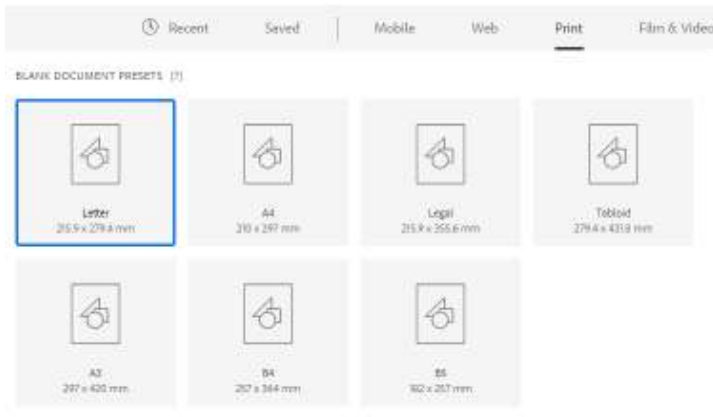 Recent Saved Mobile Web Print Film & Video
BLANK DOCUMENT PRESETS (7)
Letter A4 Legal Tabloid
215.9 x 279.4 mm 210 x 297 mm 215.9 x 355.6 mm 279.4 x 431.8 mm
A3 B4 B5
297 x 420 mm 257 x 364 mm 182 x 257 mm